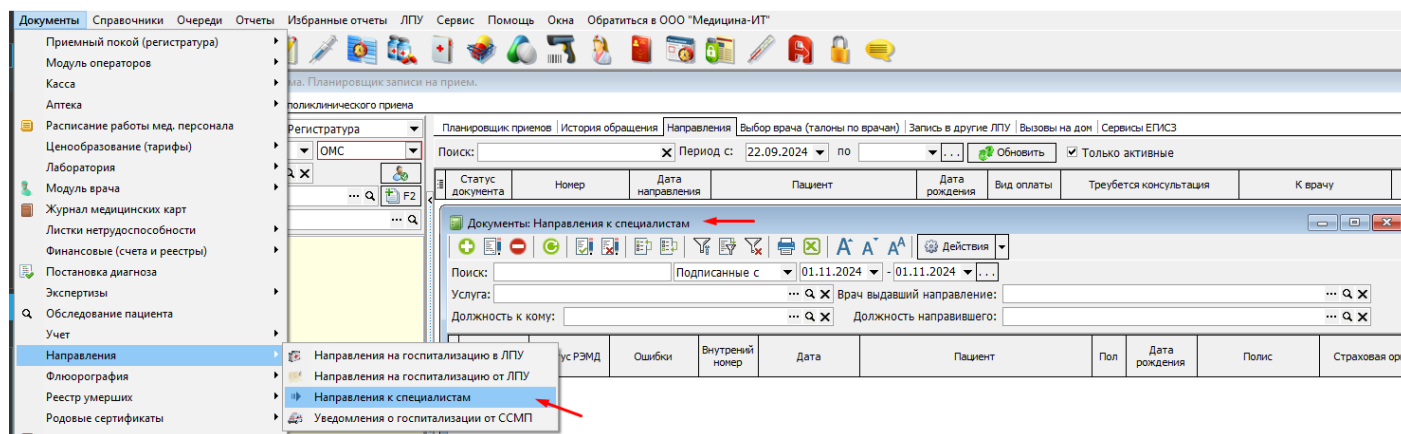 Документы Справочники Очереди Отчеты Избранные отчеты ЛПУ Сервис Помощь Окна Обратиться в ООО "Медицина-ИТ"
ма. Планировщик записи на прием.
поликлинического приема
Приемный покой (регистратура)
Модуль операторов
Касса
Аптека
Расписание работы мед. персонала
Ценообразование (тарифы)
Лаборатория
Модуль врача
Журнал медицинских карт
Листки нетрудоспособности
Финансовые (счета и реестры)
Постановка диагноза
Экспертизы
Обследование пациента
Учет
Направления
Флюорография
Реестр умерших
Родовые сертификаты
Направления на госпитализацию в ЛПУ
Направления на госпитализацию от ЛПУ
Направления к специалистам
Уведомления о госпитализации от ССМП
Регистратура
ОМС
F2
Планировщик приемов История обращения Направления Выбор врача (талоны по врачам) Запись в другие ЛПУ Вызовы на дом Сервисы ЕГИСЗ
Поиск: Период с: 22.09.2024 по ... Обновить Только активные
Статус документа Номер Дата направления Пациент Дата рождения Вид оплаты Треубется консультация К врачу
Документы: Направления к специалистам
Действия
Поиск: Подписанные с 01.11.2024 - 01.11.2024 ...
Услуга: Врач выдавший направление:
Должность к кому: Должность направившего:
ус РЭМД Ошибки Внутрений номер Дата Пациент Пол Дата рождения Полис Страховая ор